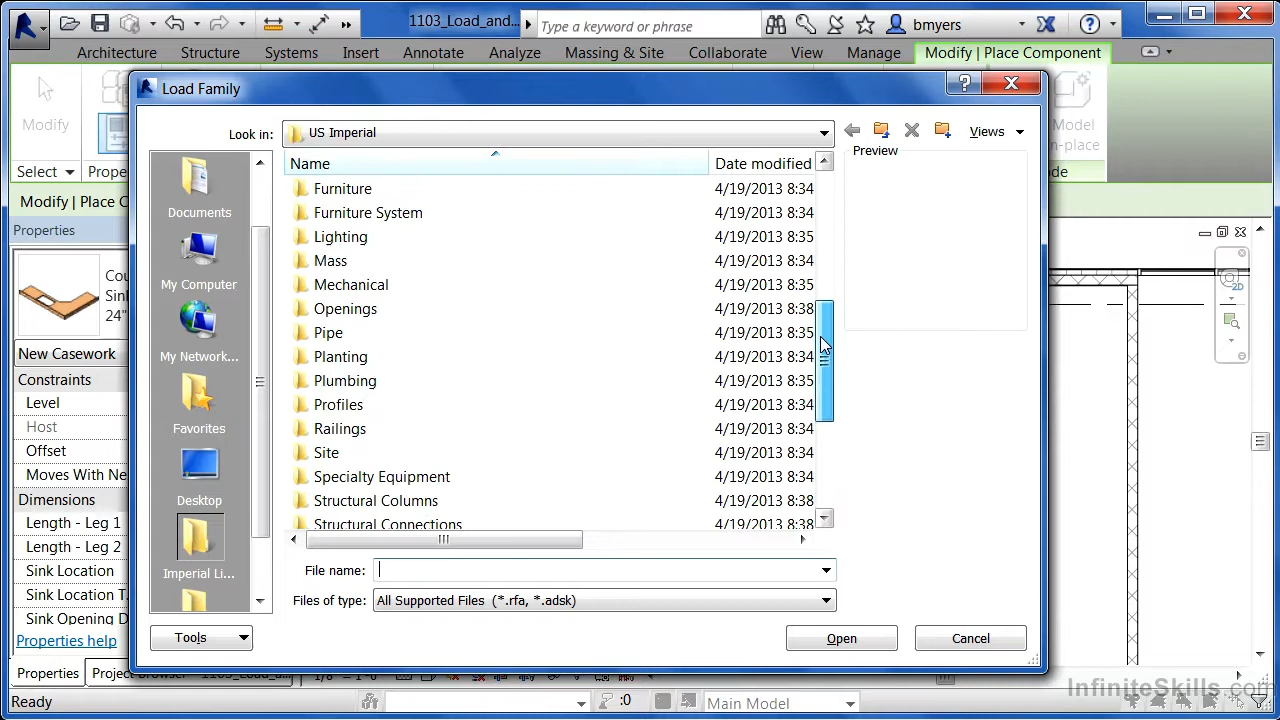 1103_Load_and... Type a keyword or phrase bmyers
Architecture Structure Systems Insert Annotate Analyze Massing & Site Collaborate View Manage Modify | Place Component
Modify
Model
Select
Load Family
Look in: US Imperial Views
Preview
Name Date modified
Furniture 4/19/2013 8:34
Furniture System 4/19/2013 8:34
Lighting 4/19/2013 8:35
Mass 4/19/2013 8:34
Mechanical 4/19/2013 8:35
Openings 4/19/2013 8:38
Pipe 4/19/2013 8:35
Planting 4/19/2013 8:34
Plumbing 4/19/2013 8:35
Profiles 4/19/2013 8:34
Railings 4/19/2013 8:34
Site 4/19/2013 8:34
Specialty Equipment 4/19/2013 8:34
Structural Columns 4/19/2013 8:38
Structural Connections 4/19/2013 8:38
Documents
My Computer
My Network...
Favorites
Desktop
Imperial Li...
File name:
Files of type: All Supported Files (*.rfa, *.adsk)
Tools Open Cancel
Modify | Place C
Properties
24"
New Casework
Constraints
Level
Host
Offset
Moves With Ne
Dimensions
Length - Leg 1
Length - Leg 2
Sink Location
Sink Location T
Sink Opening D
Properties help
Properties
Ready :0 Main Model
InfiniteSkills.com